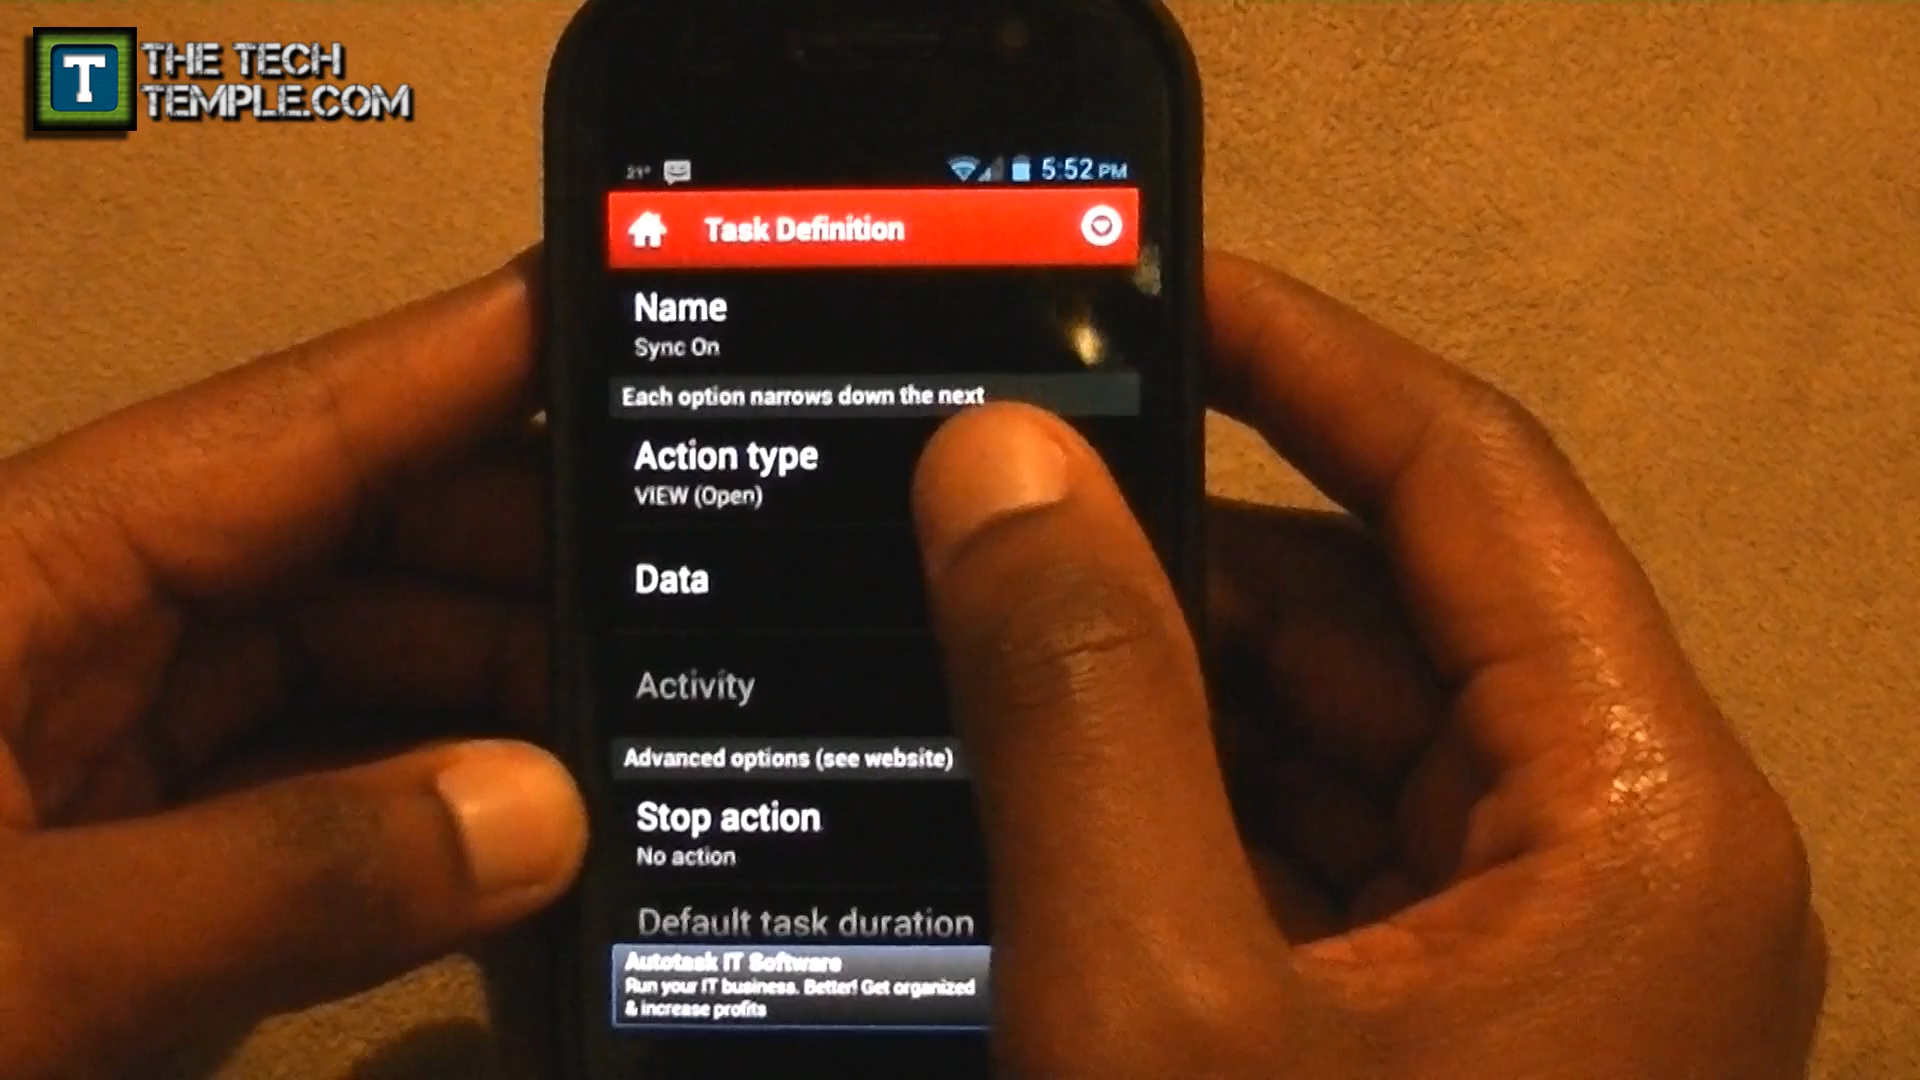 T
THE TECH
TEMPLE.COM
21°
5:52 PM
Task Definition
Name
Sync On
Each option narrows down the next
Action type
VIEW (Open)
Data
Activity
Advanced options (see website)
Stop action
No action
Default task duration
Autotask IT Software
Run your IT business. Better! Get organized
& increase profits